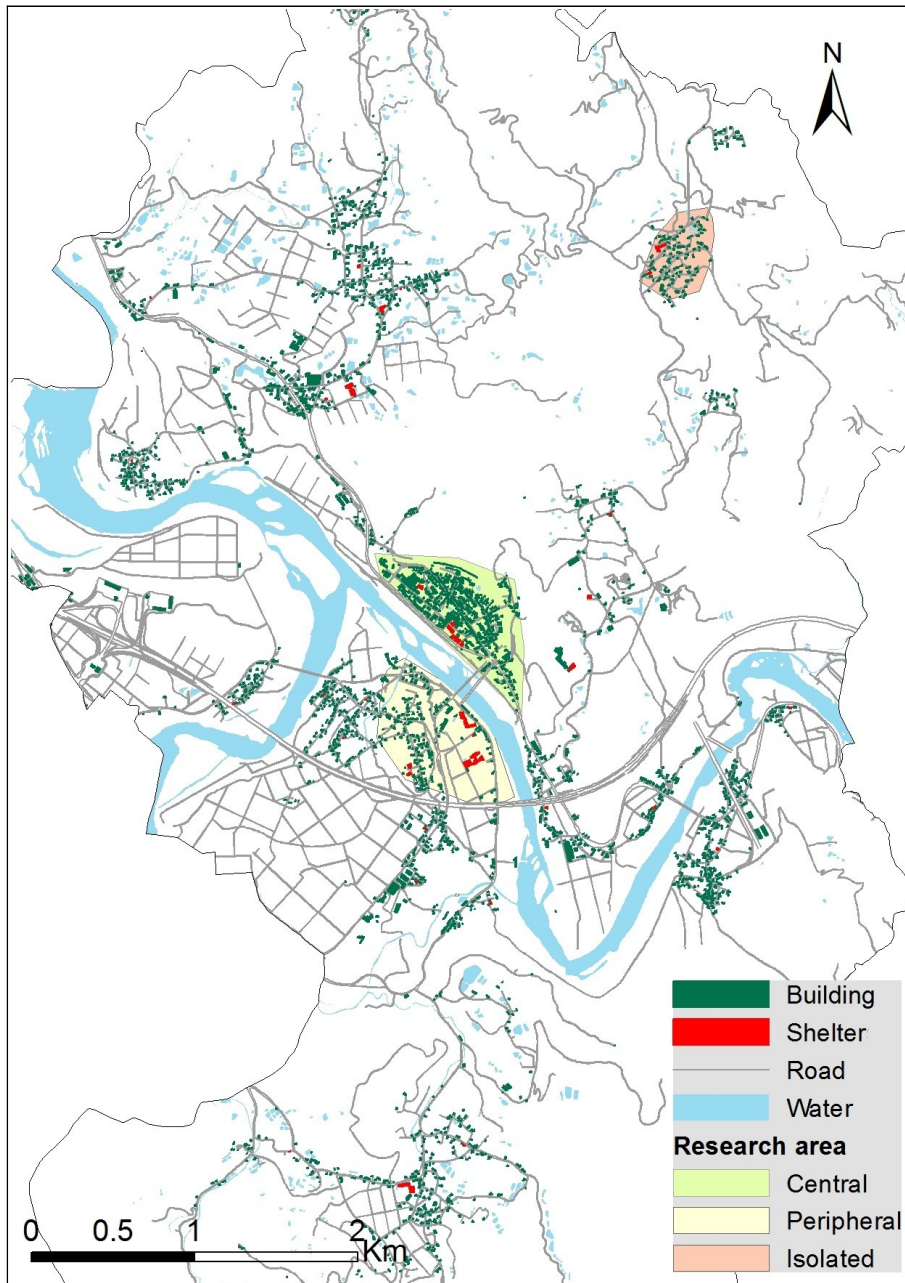 N
Building
Shelter
Road
Water
Research area
Central
Peripheral
Isolated
0 0.5 1 2
Km